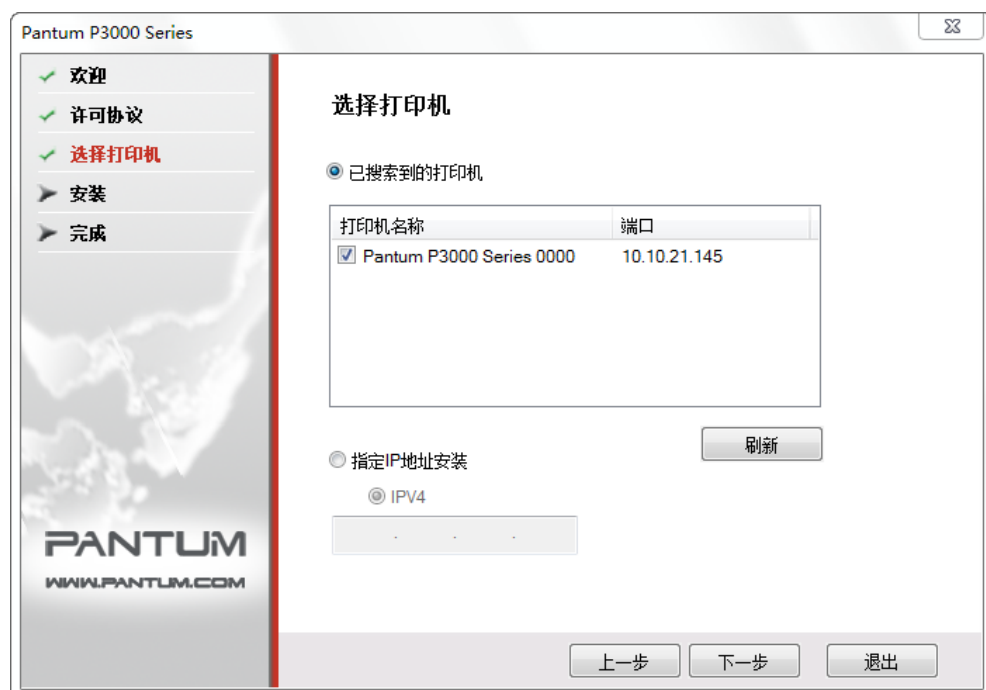 Pantum P3000 Series
欢迎
许可协议
选择打印机
安装
完成
PANTUM
WWW.PANTUM.COM
选择打印机
已搜索到的打印机
打印机名称 端口
Pantum P3000 Series 0000 10.10.21.145
刷新
指定IP地址安装
IPV4
. . .
上一步 下一步 退出